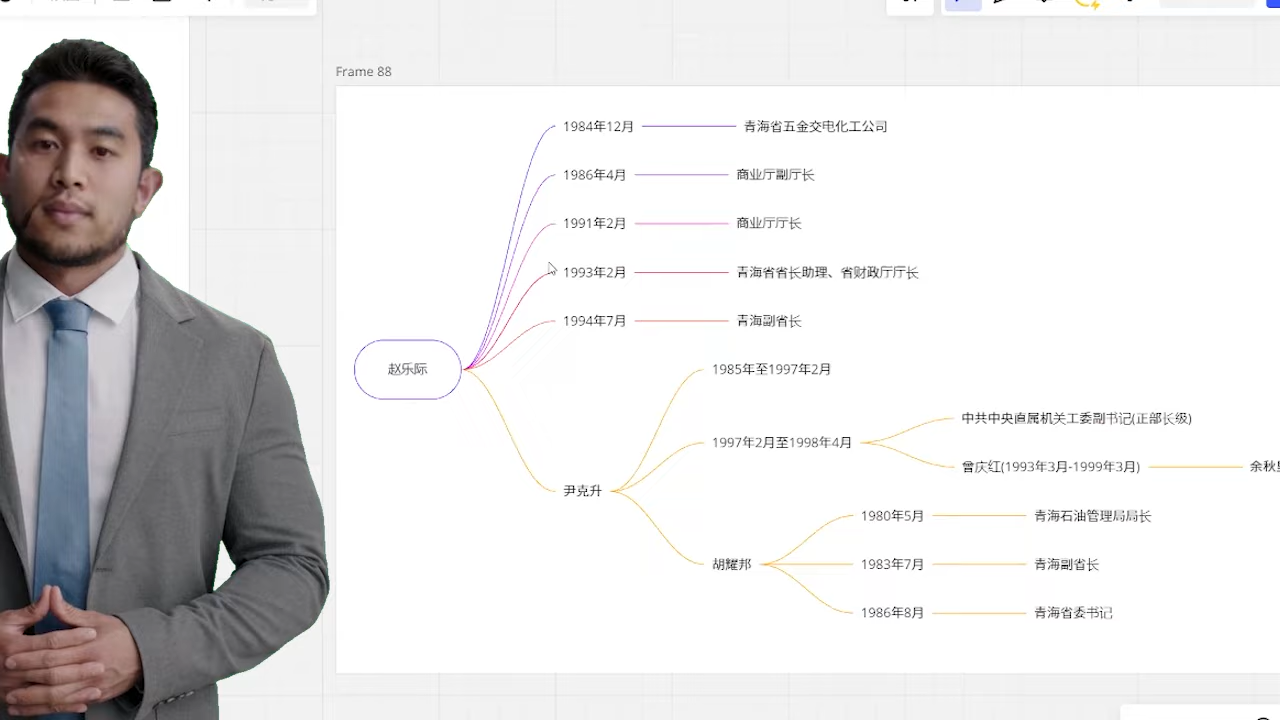 Frame 88
1984年12月 青海省五金交电化工公司
1986年4月 商业厅副厅长
1991年2月 商业厅厅长
1993年2月 青海省省长助理、省财政厅厅长
1994年7月 青海副省长
赵乐际
1985年至1997年2月
中共中央直属机关工委副书记(正部长级)
1997年2月至1998年4月
曾庆红(1993年3月-1999年3月) 余秋
尹克升
1980年5月 青海石油管理局局长
胡耀邦
1983年7月 青海副省长
1986年8月 青海省委书记